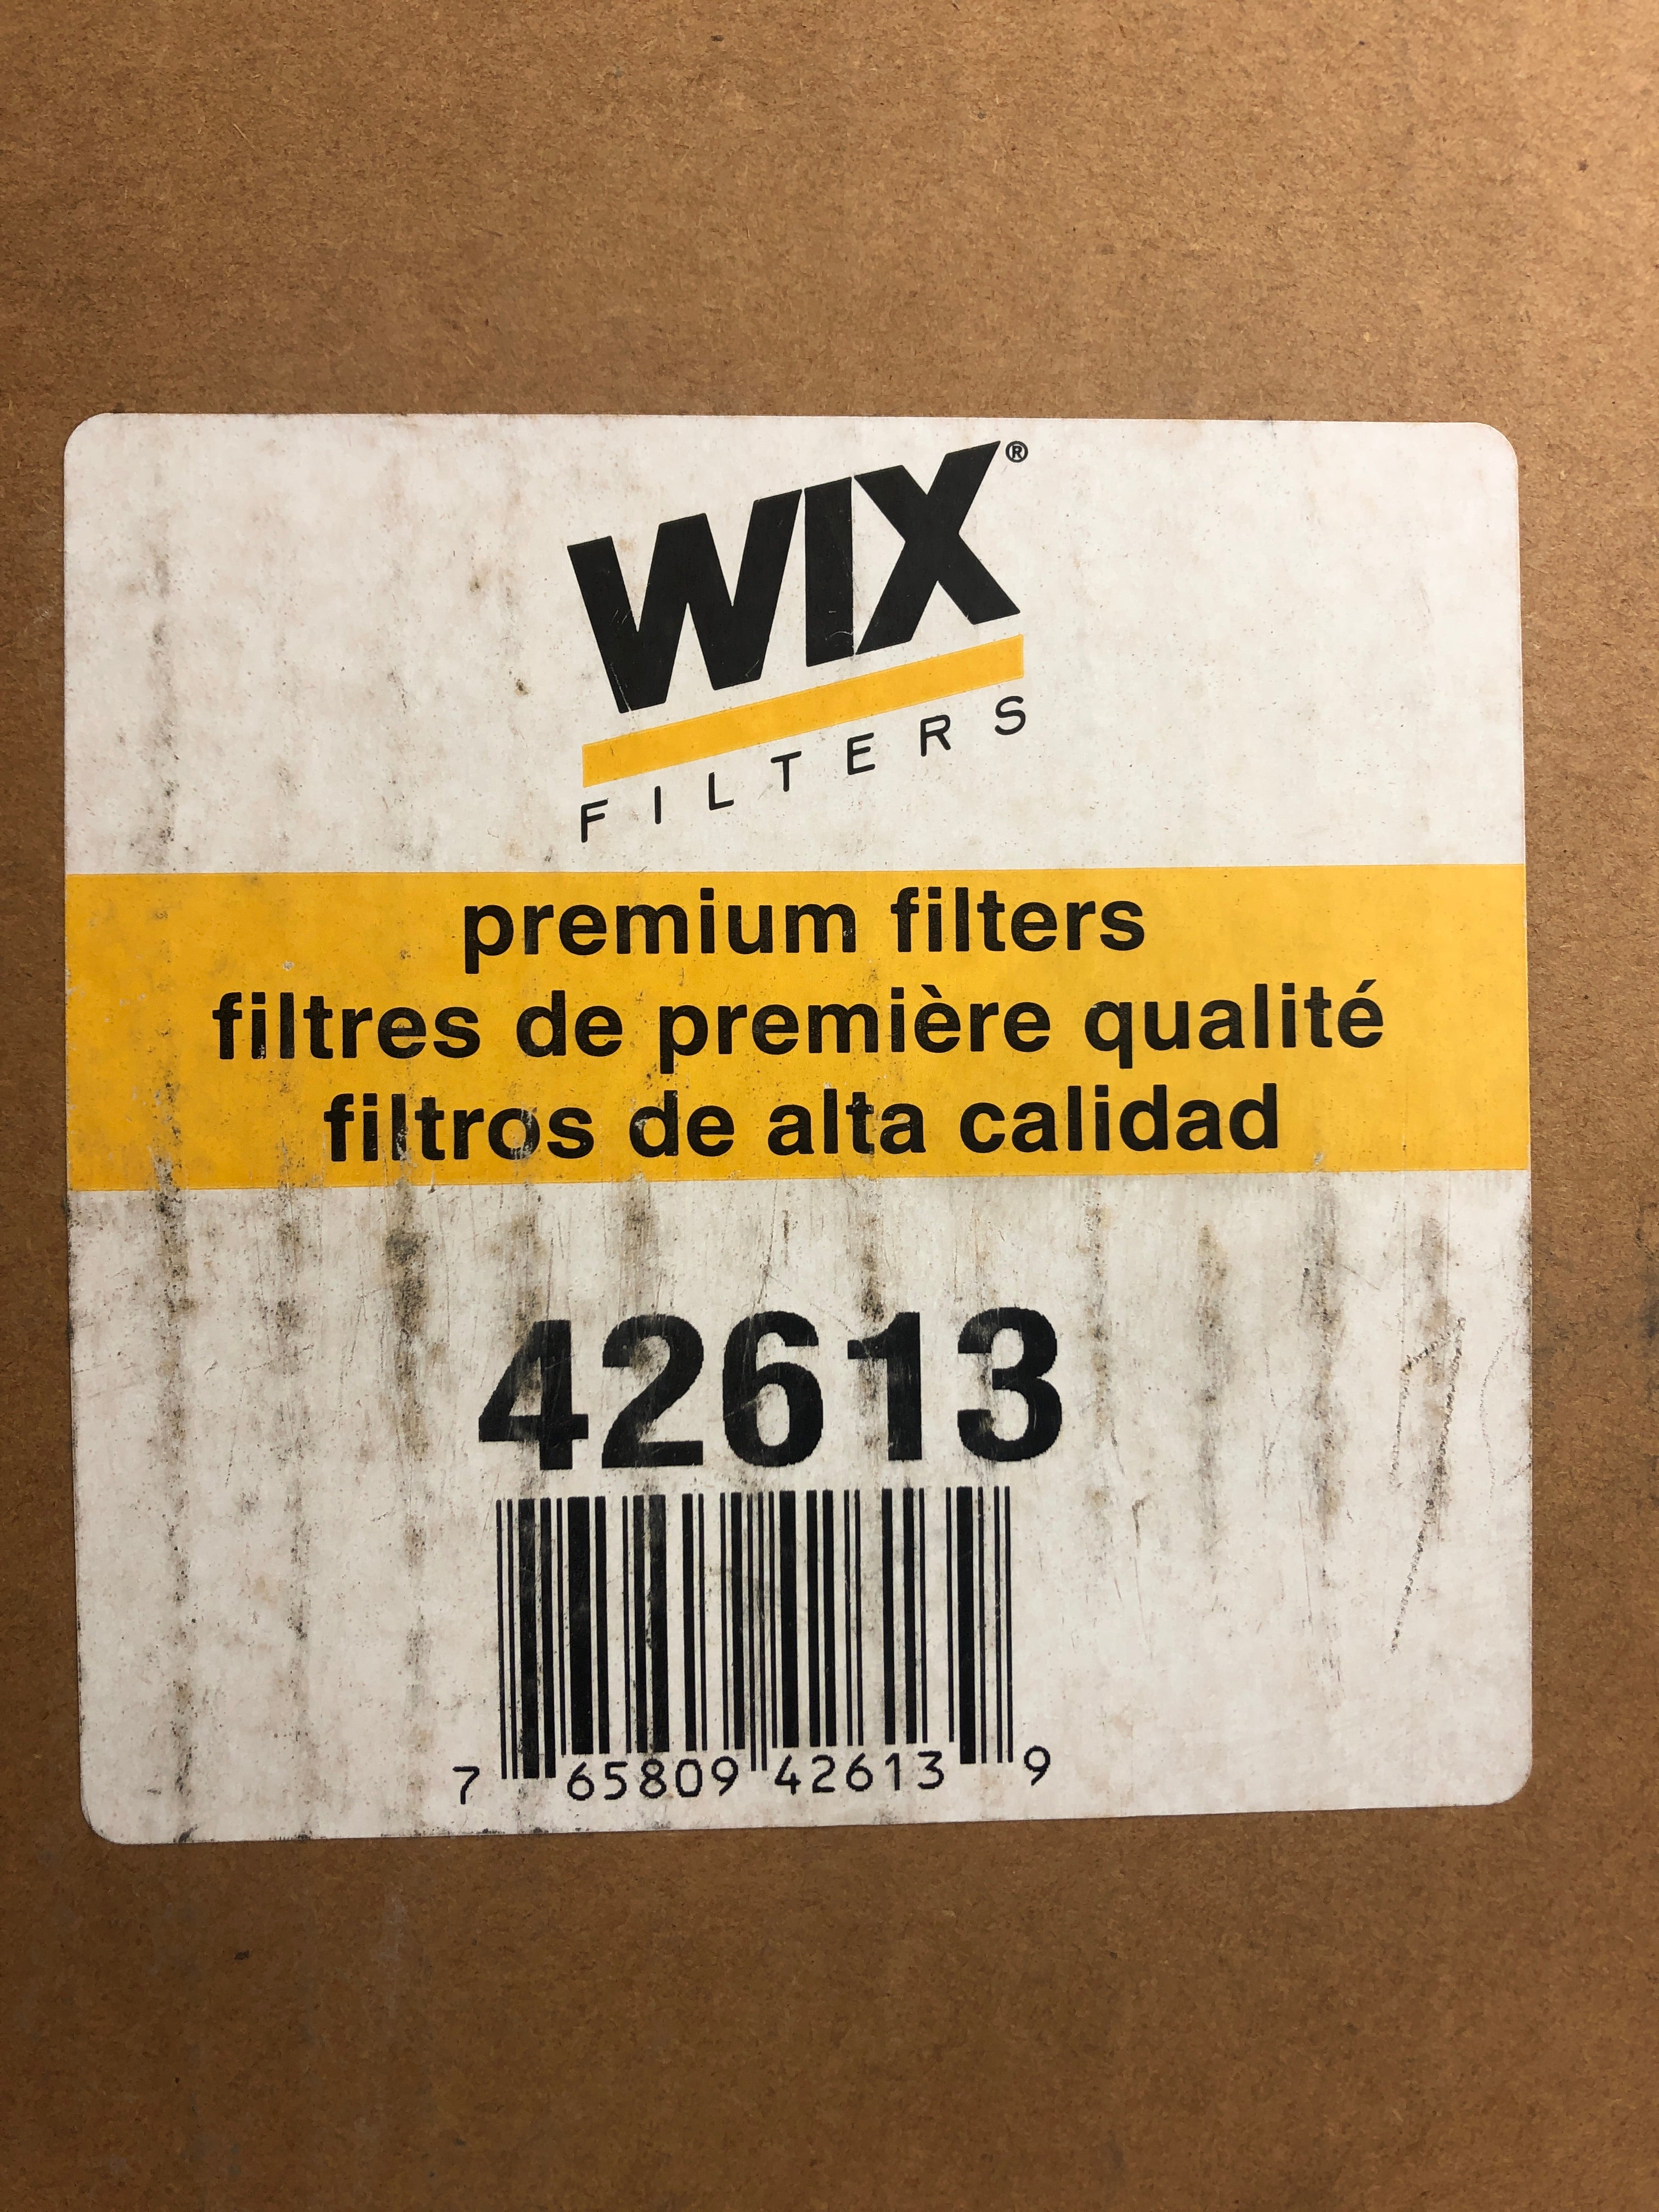 WIX®
FILTERS
premium filters
filtres de première qualité
filtros de alta calidad
42613
7 65809 42613 9